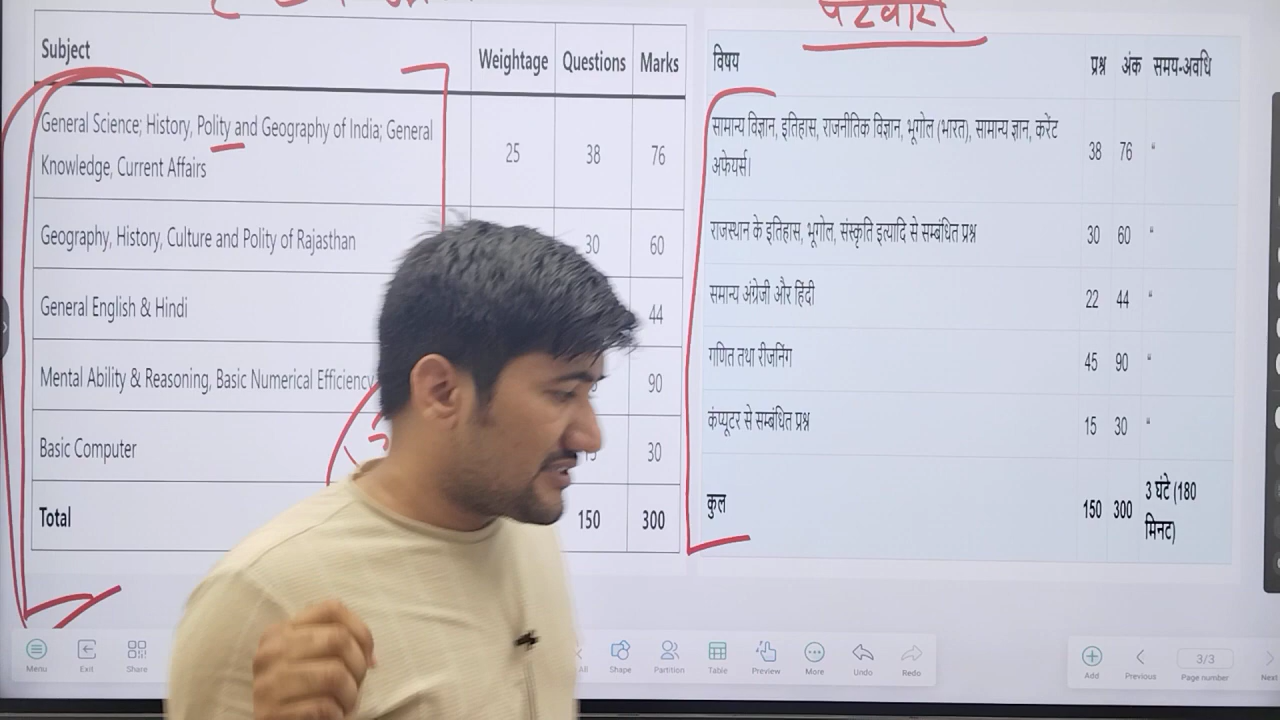 पटवारी
Subject Weightage Questions Marks
General Science; History, Polity and Geography of India; General
Knowledge, Current Affairs
25 38 76
Geography, History, Culture and Polity of Rajasthan 30 60
General English & Hindi 44
Mental Ability & Reasoning, Basic Numerical Efficiency 90
Basic Computer 30
Total 150 300
विषय प्रश्न अंक समय-अवधि
सामान्य विज्ञान, इतिहास, राजनीतिक विज्ञान, भूगोल (भारत), सामान्य ज्ञान, करेंट
अफेयर्स।
38 76 "
राजस्थान के इतिहास, भूगोल, संस्कृति इत्यादि से सम्बंधित प्रश्न 30 60 "
समान्य अंग्रेजी और हिंदी 22 44 "
गणित तथा रीजनिंग 45 90 "
कंप्यूटर से सम्बंधित प्रश्न 15 30 "
कुल 150 300 3 घंटे (180
मिनट)
Menu Exit Share All Shape Partition Table Preview More Undo Redo
Add Previous 3/3 Page number Next